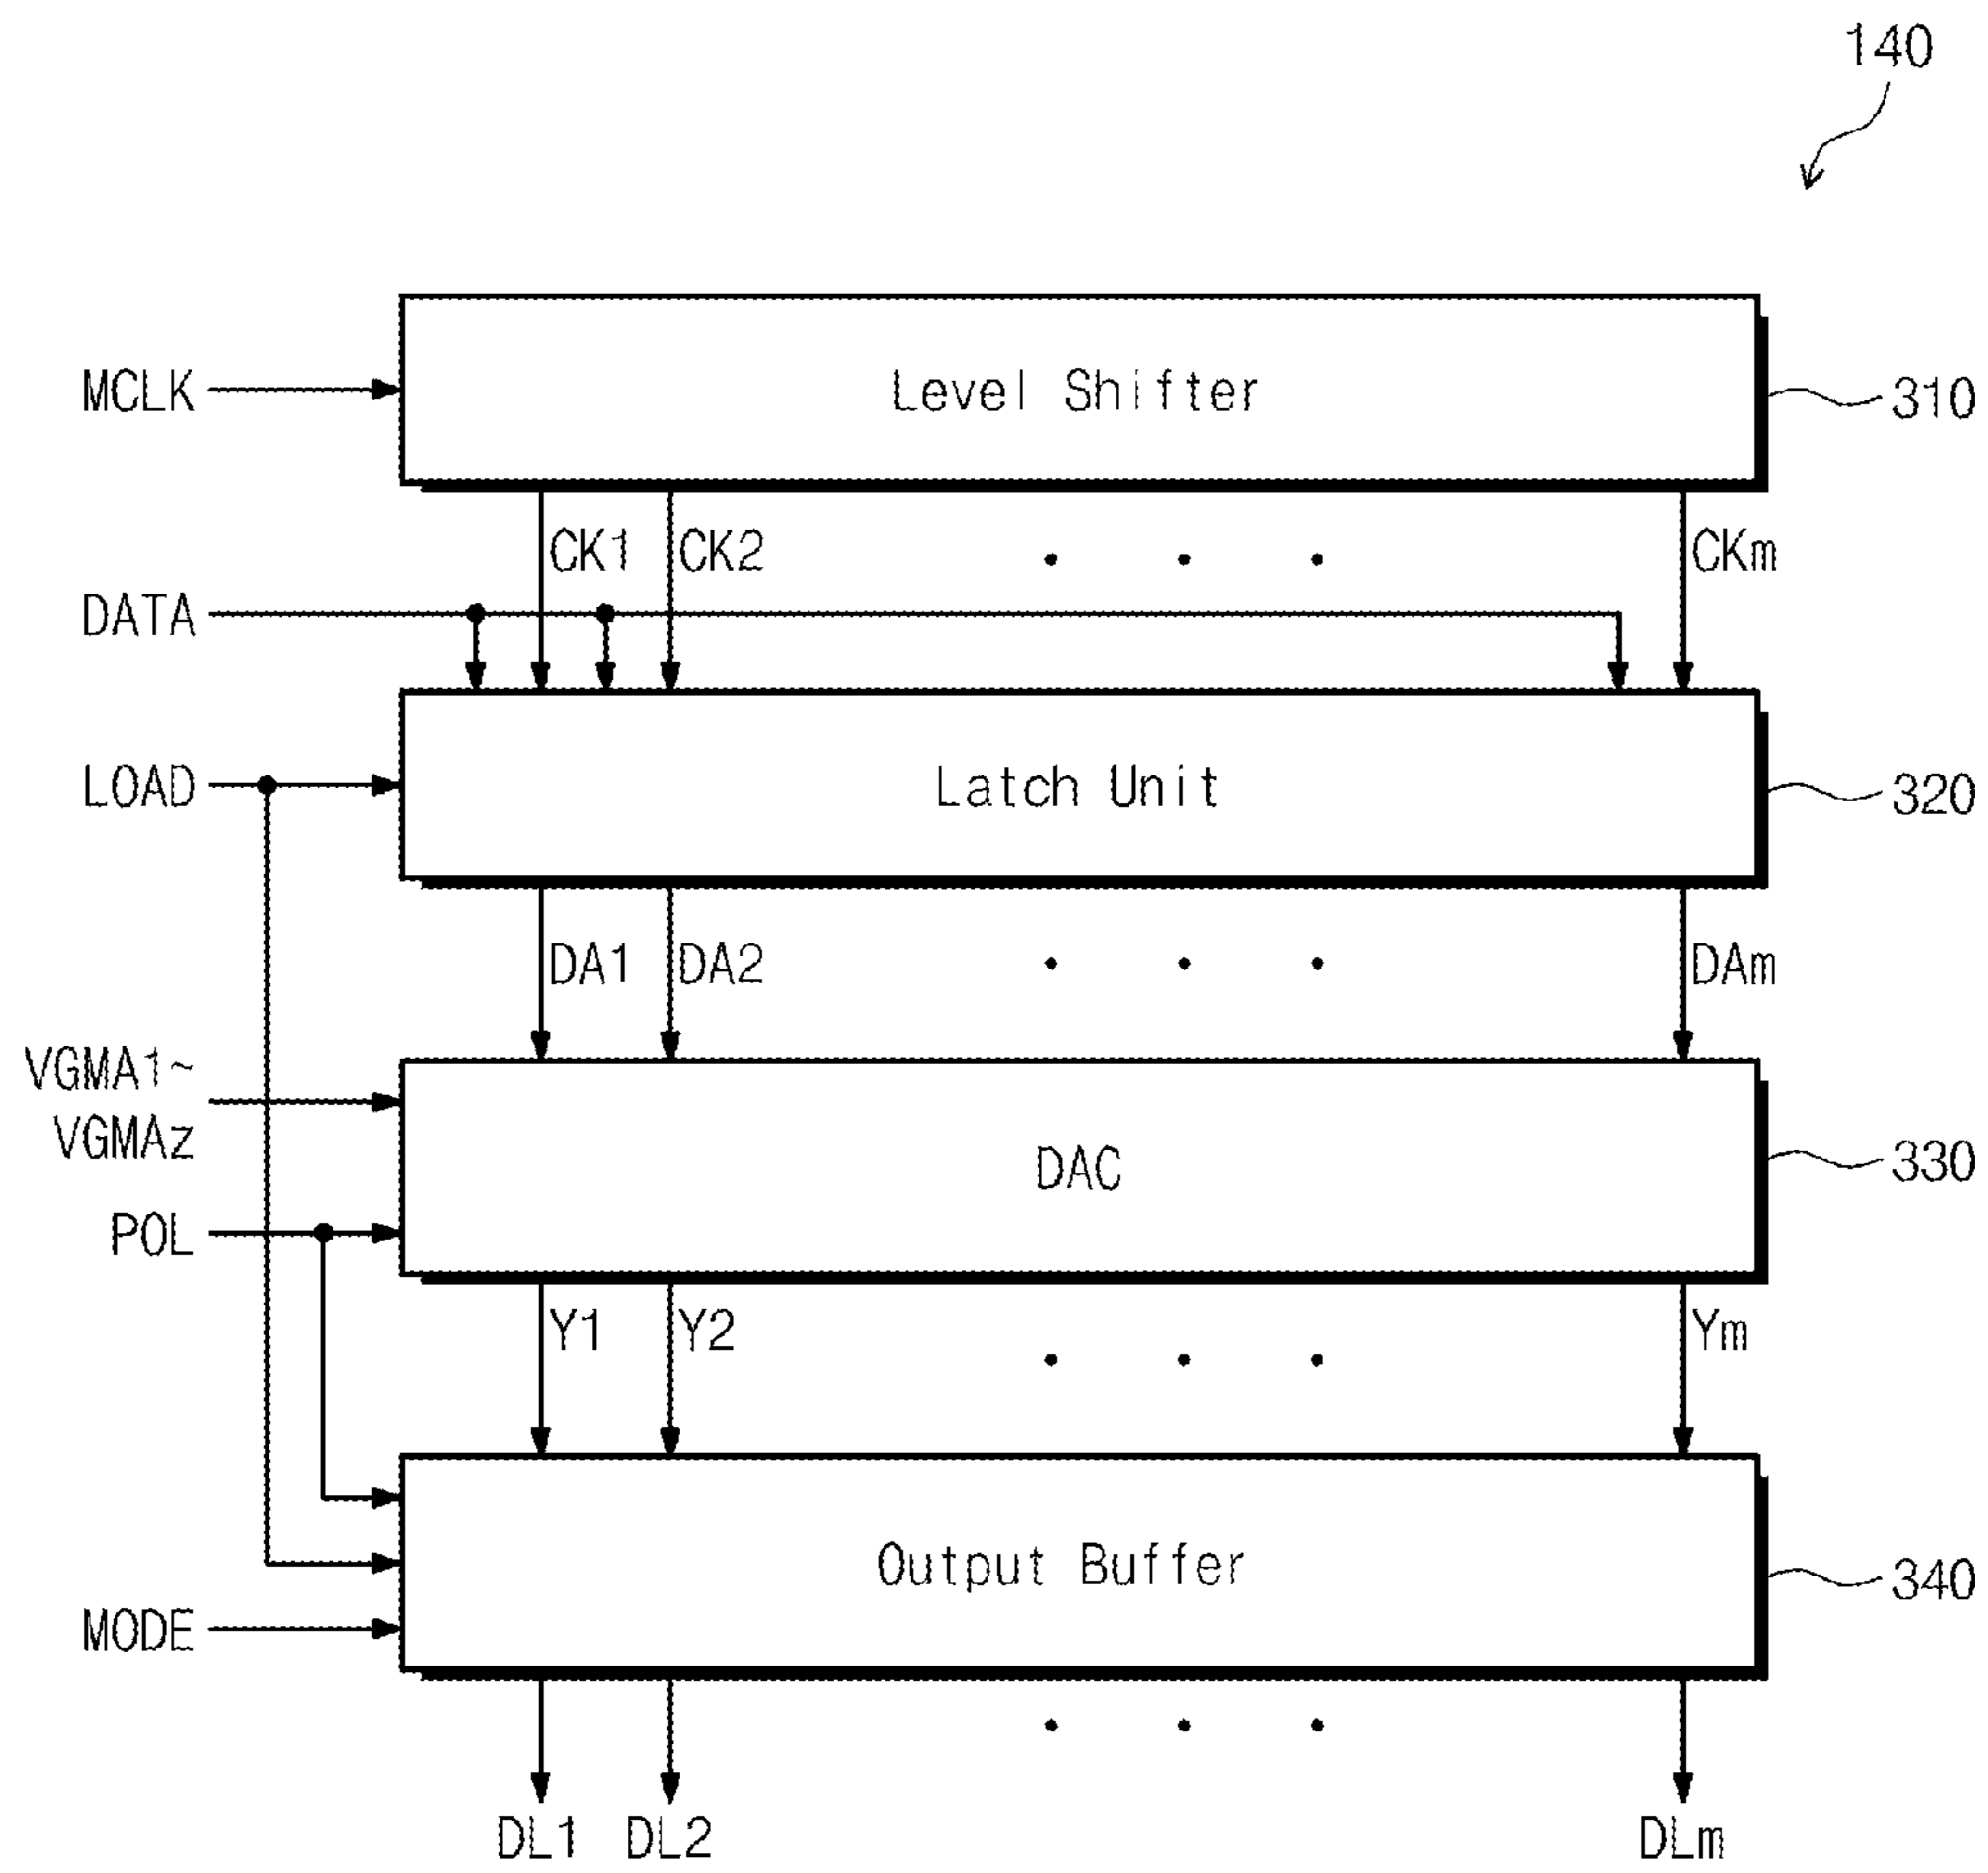 140
MCLK
Level Shifter
310
CK1
CK2
CKm
DATA
LOAD
Latch Unit
320
DA1
DA2
DAm
VGMA1~
VGMAz
DAC
330
POL
Y1
Y2
Ym
Output Buffer
340
MODE
DL1
DL2
DLm